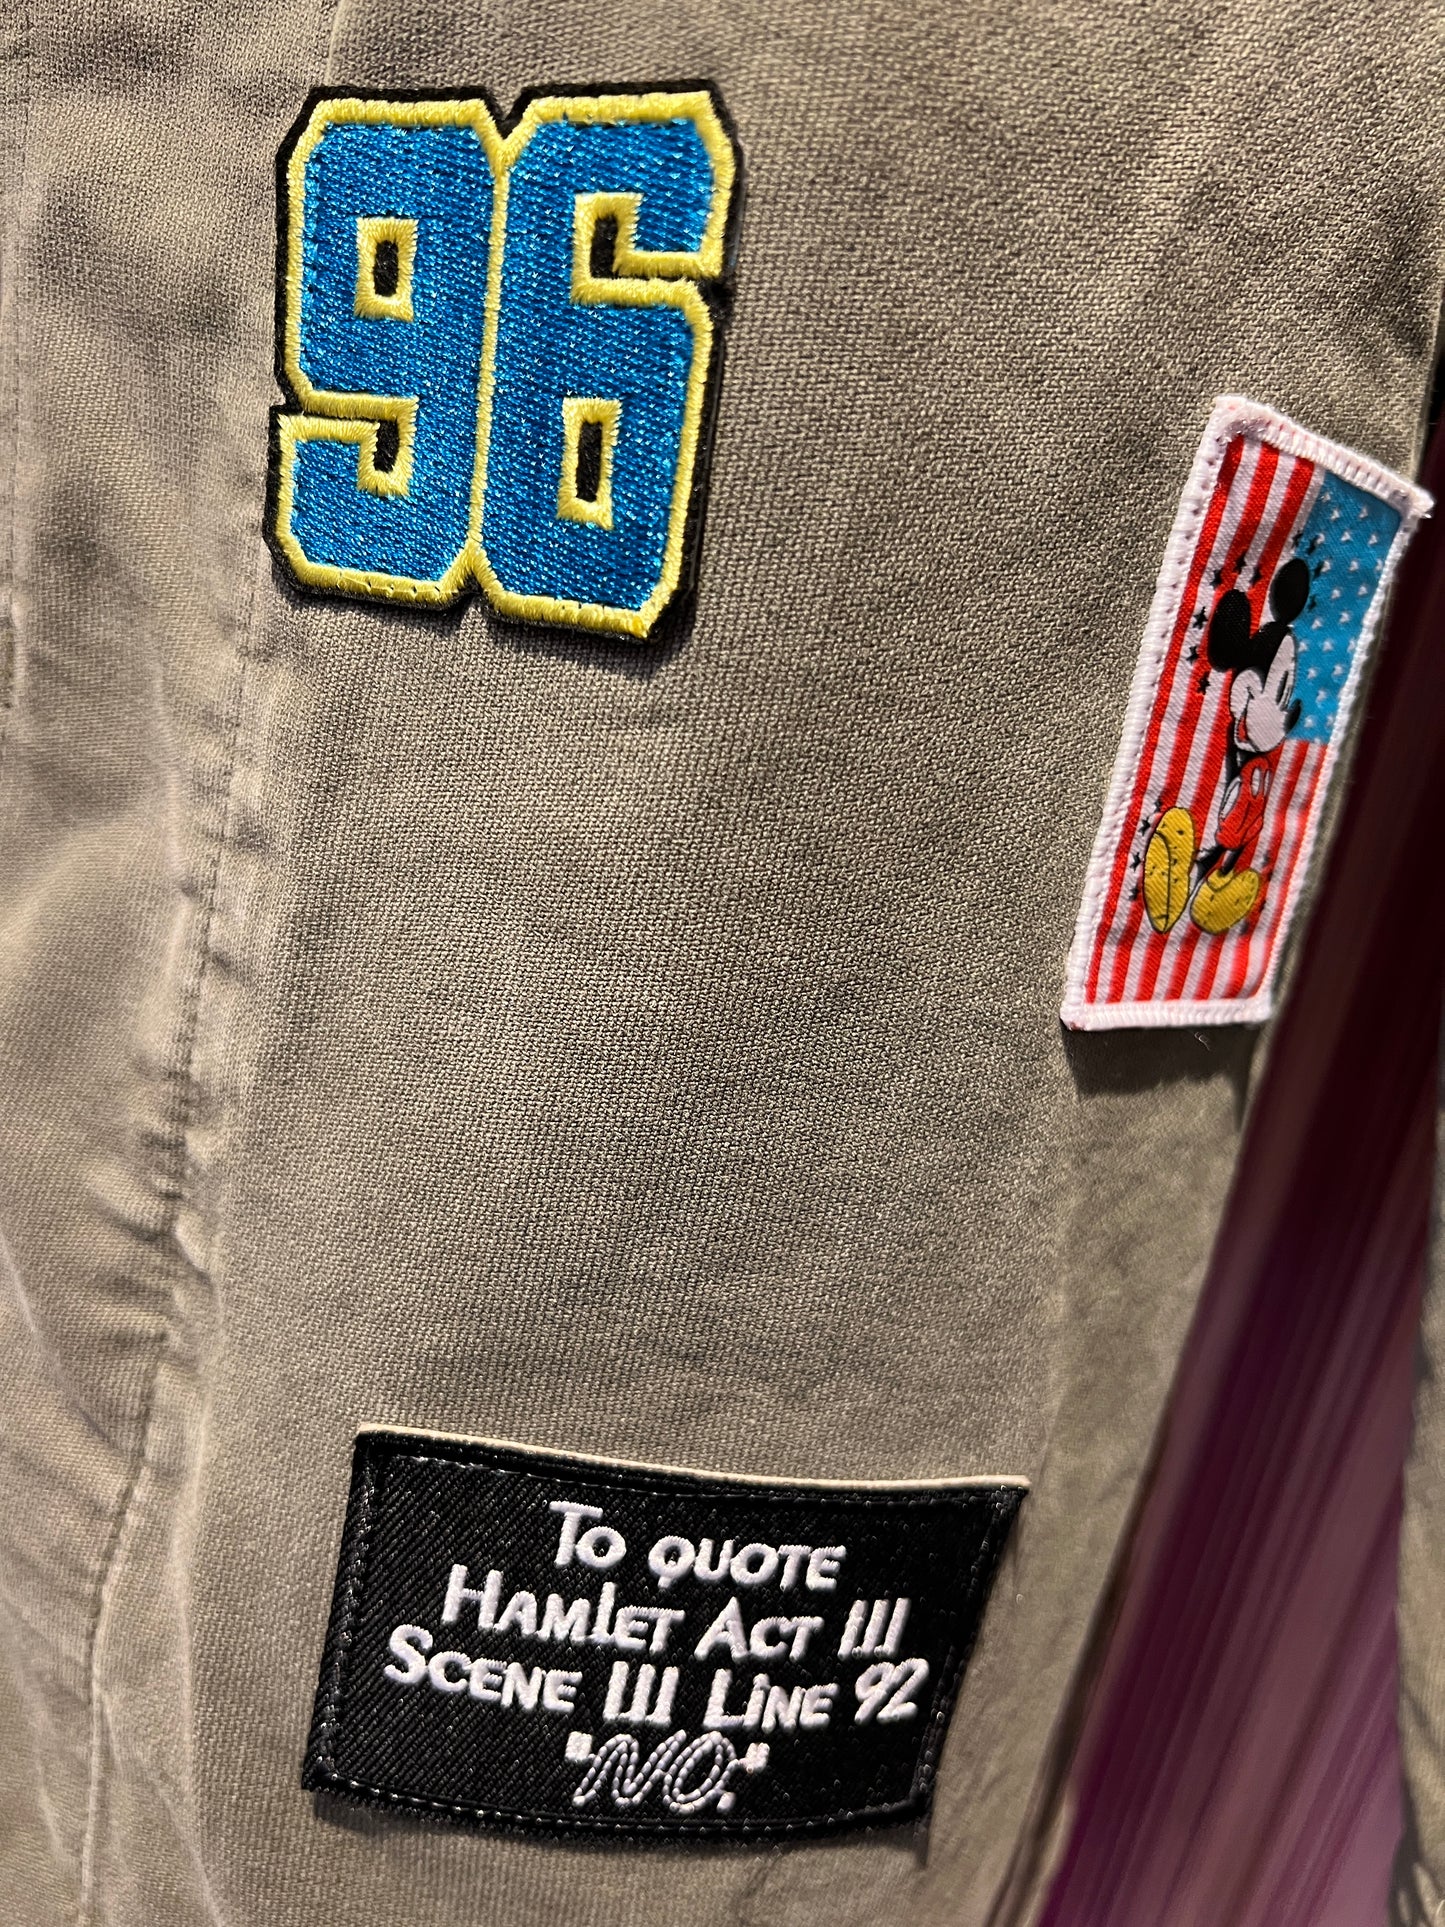 96
To QUOTE
HAMLET ACT III
SCENE III LINE 92
"NO."